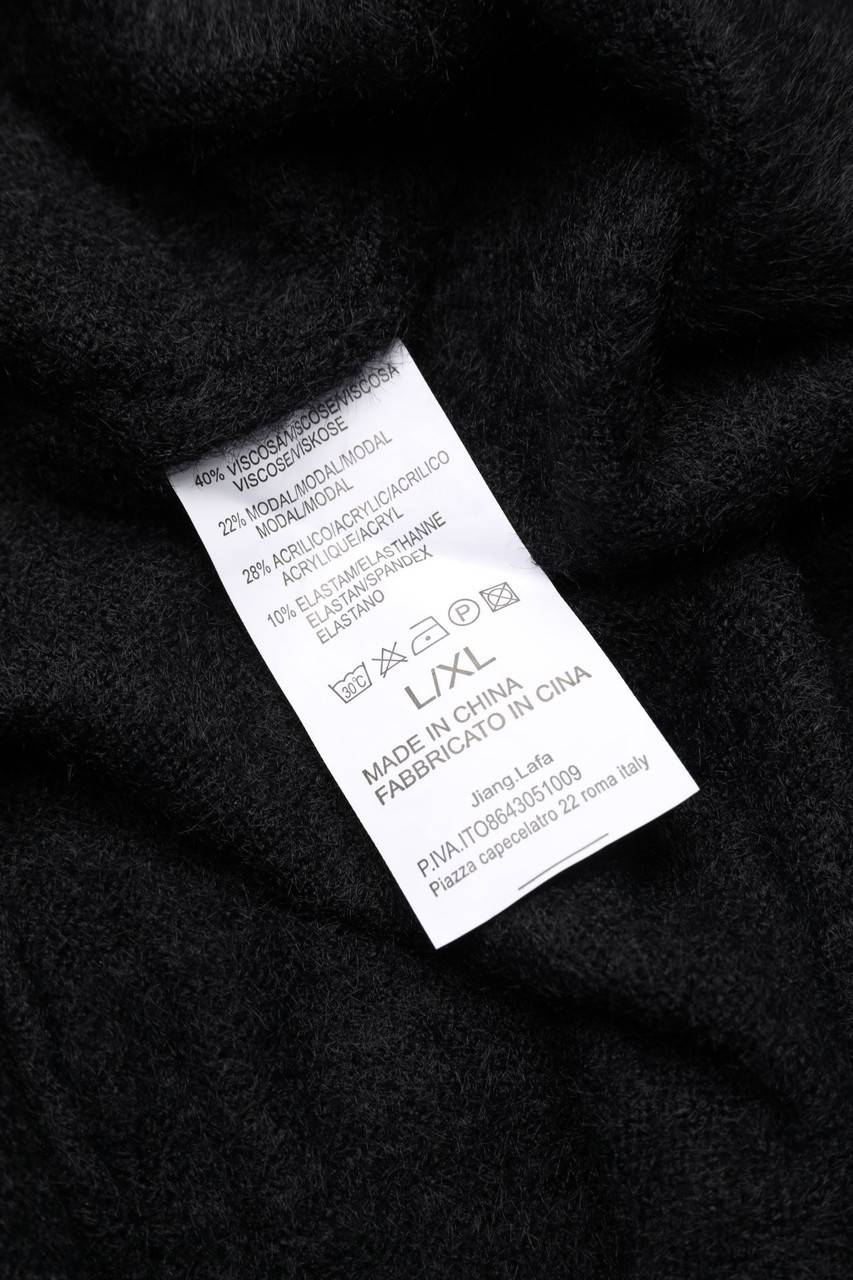 40% VISCOSA/VISCOSE/VISCOSA
VISCOSE/VISKOSE
22% MODAL/MODAL/MODAL
MODAL/MODAL
28% ACRILICO/ACRYLIC/ACRILICO
ACRYLIQUE/ACRYL
10% ELASTAM/ELASTHANNE
ELASTAN/SPANDEX
ELASTANO
30°C P
L/XL
MADE IN CHINA
FABBRICATO IN CINA
Jiang.Lafa
P.IVA.ITO8643051009
Piazza capecelatro 22 roma italy